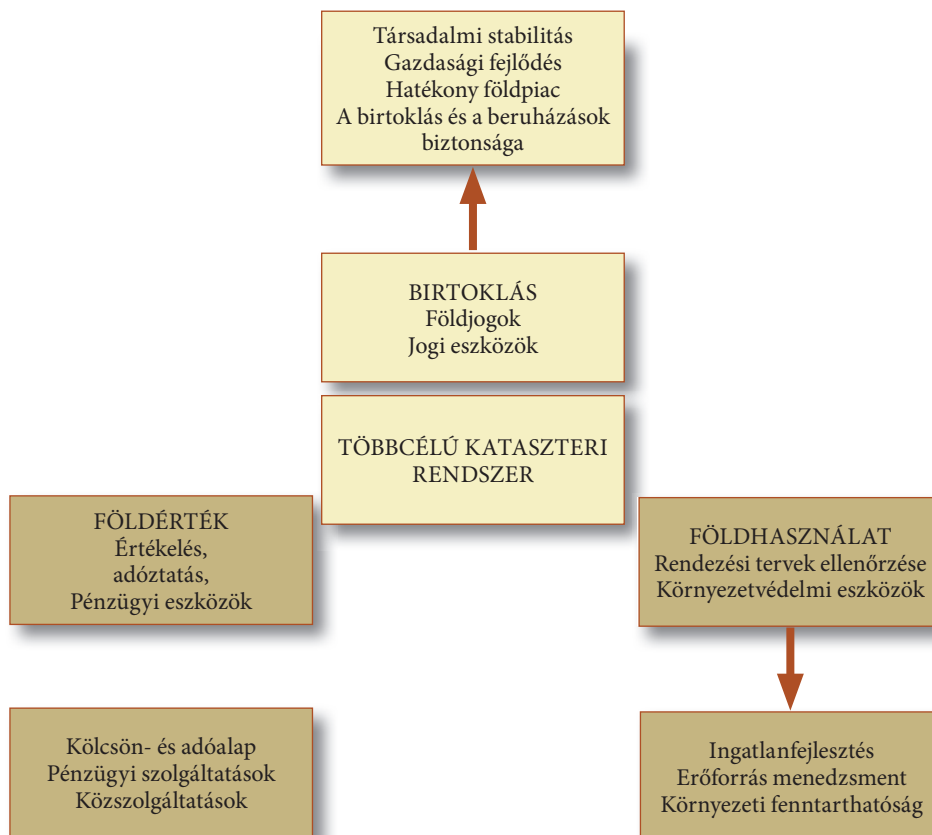 Társadalmi stabilitás
Gazdasági fejlődés
Hatékony földpiac
A birtoklás és a beruházások
biztonsága
BIRTOKLÁS
Földjogok
Jogi eszközök
TÖBBCÉLÚ KATASZTERI
RENDSZER
FÖLDÉRTÉK
Értékelés,
adóztatás,
Pénzügyi eszközök
FÖLDHASZNÁLAT
Rendezési tervek ellenőrzése
Környezetvédelmi eszközök
Kölcsön- és adóalap
Pénzügyi szolgáltatások
Közszolgáltatások
Ingatlanfejlesztés
Erőforrás menedzsment
Környezeti fenntarthatóság